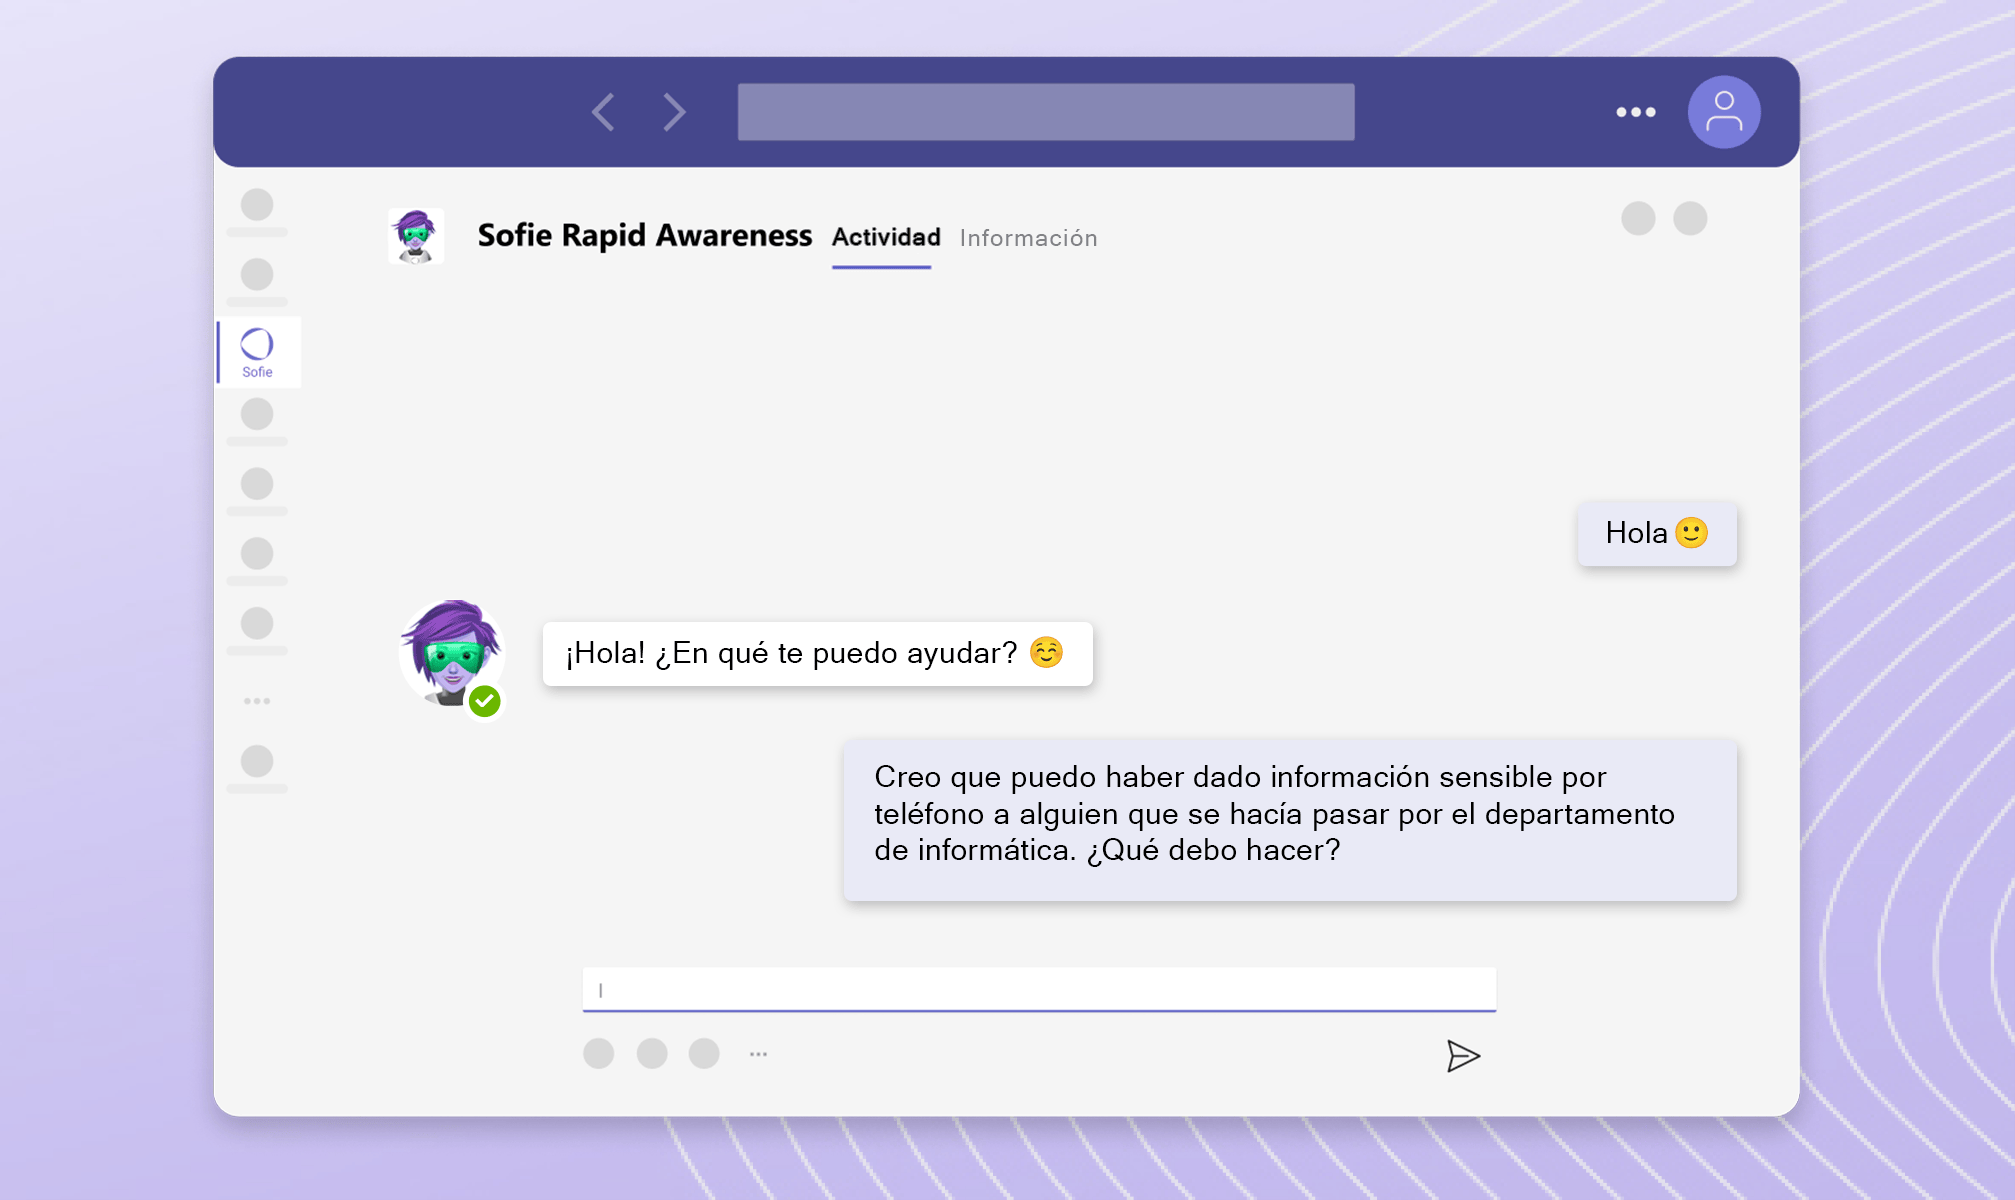 Sofie Rapid Awareness Actividad Información
Sofie
Hola 🙂
¡Hola! ¿En qué te puedo ayudar? ☺️
Creo que puedo haber dado información sensible por
teléfono a alguien que se hacía pasar por el departamento
de informática. ¿Qué debo hacer?